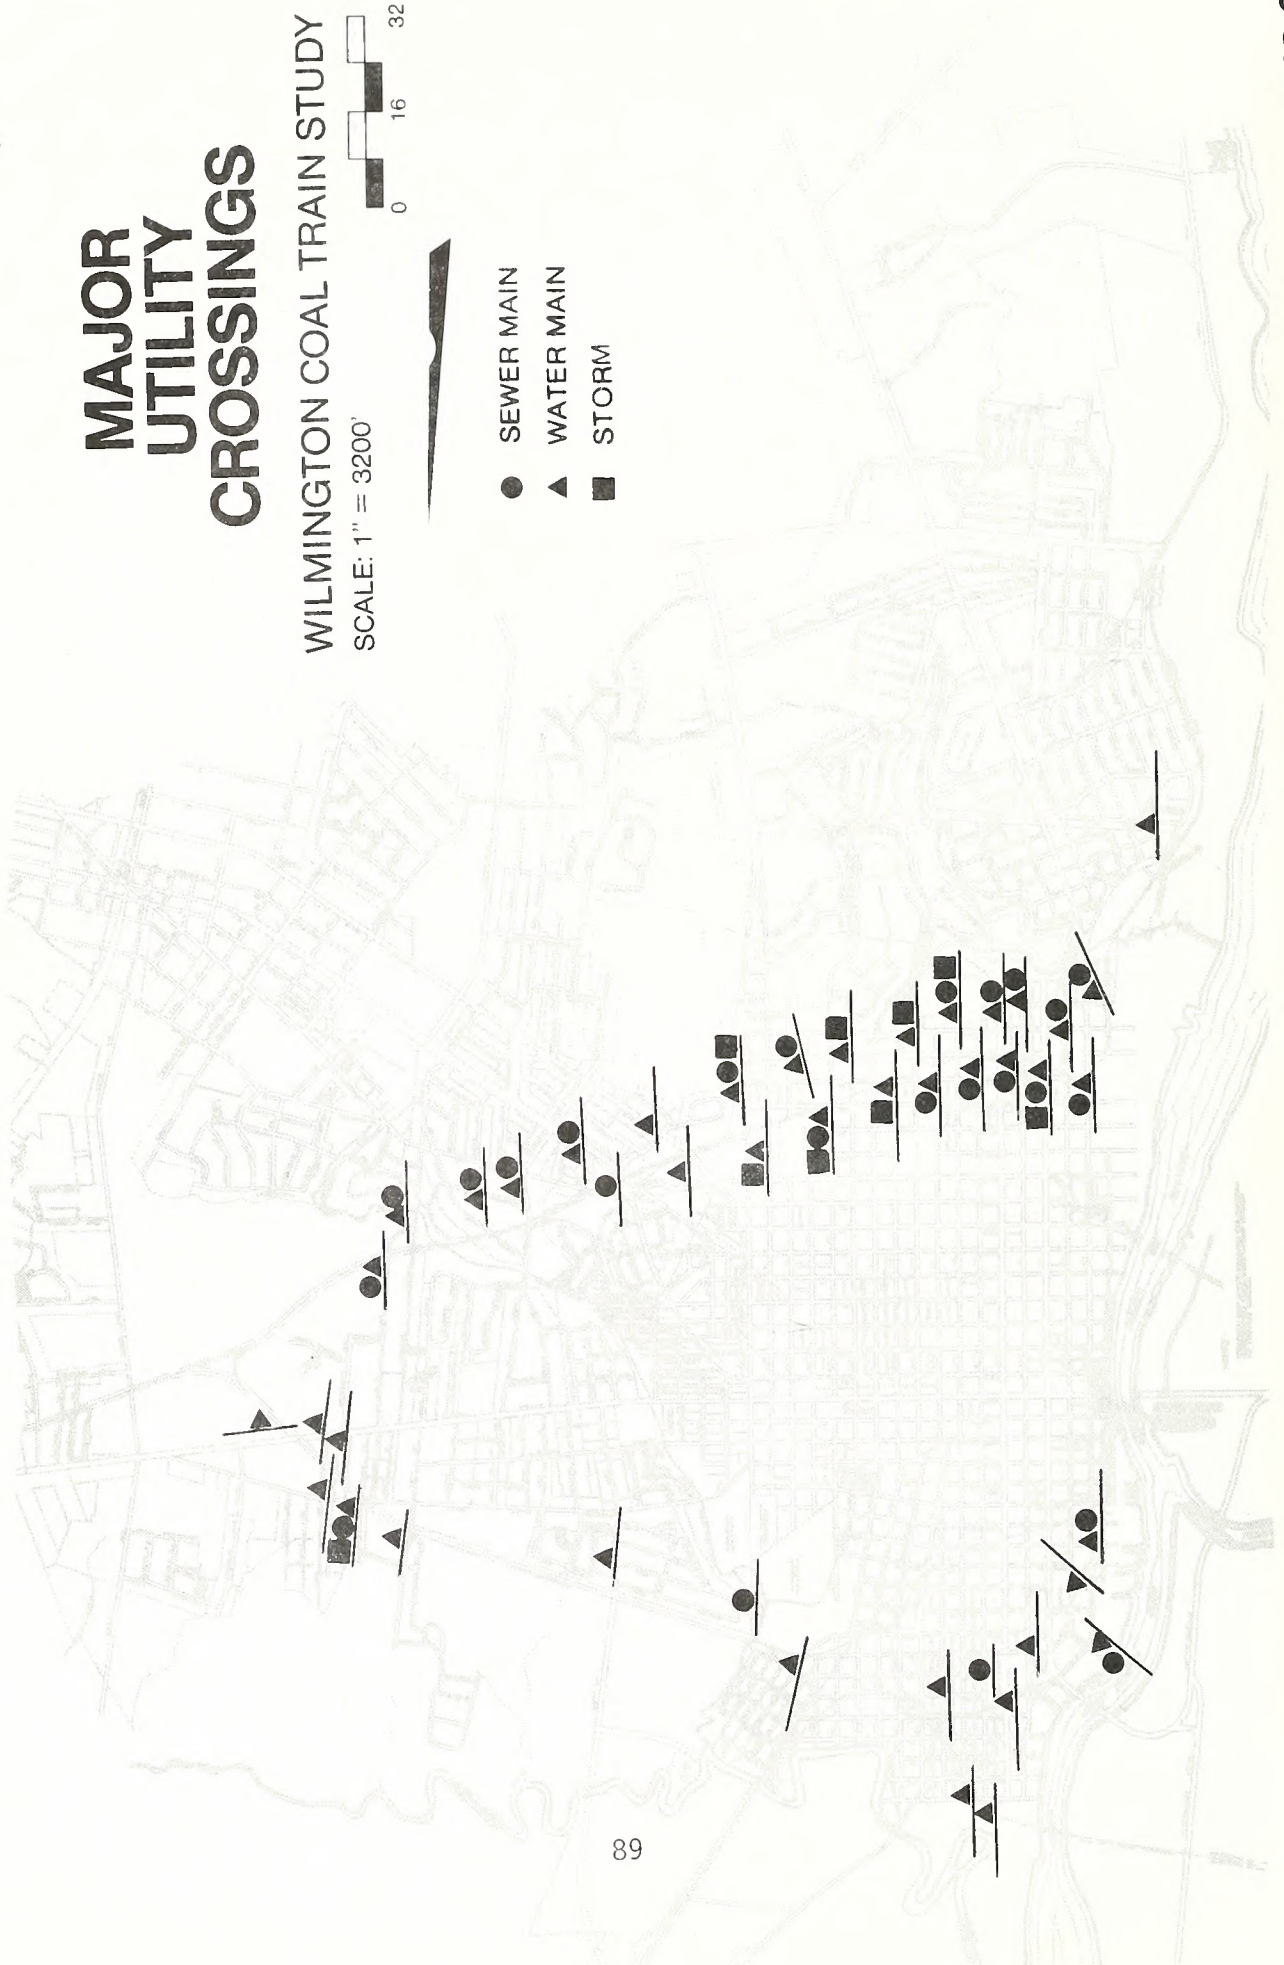 MAJOR
UTILITY
CROSSINGS
WILMINGTON COAL TRAIN STUDY
SCALE: 1" = 3200'
0 16 32
SEWER MAIN
WATER MAIN
STORM
89